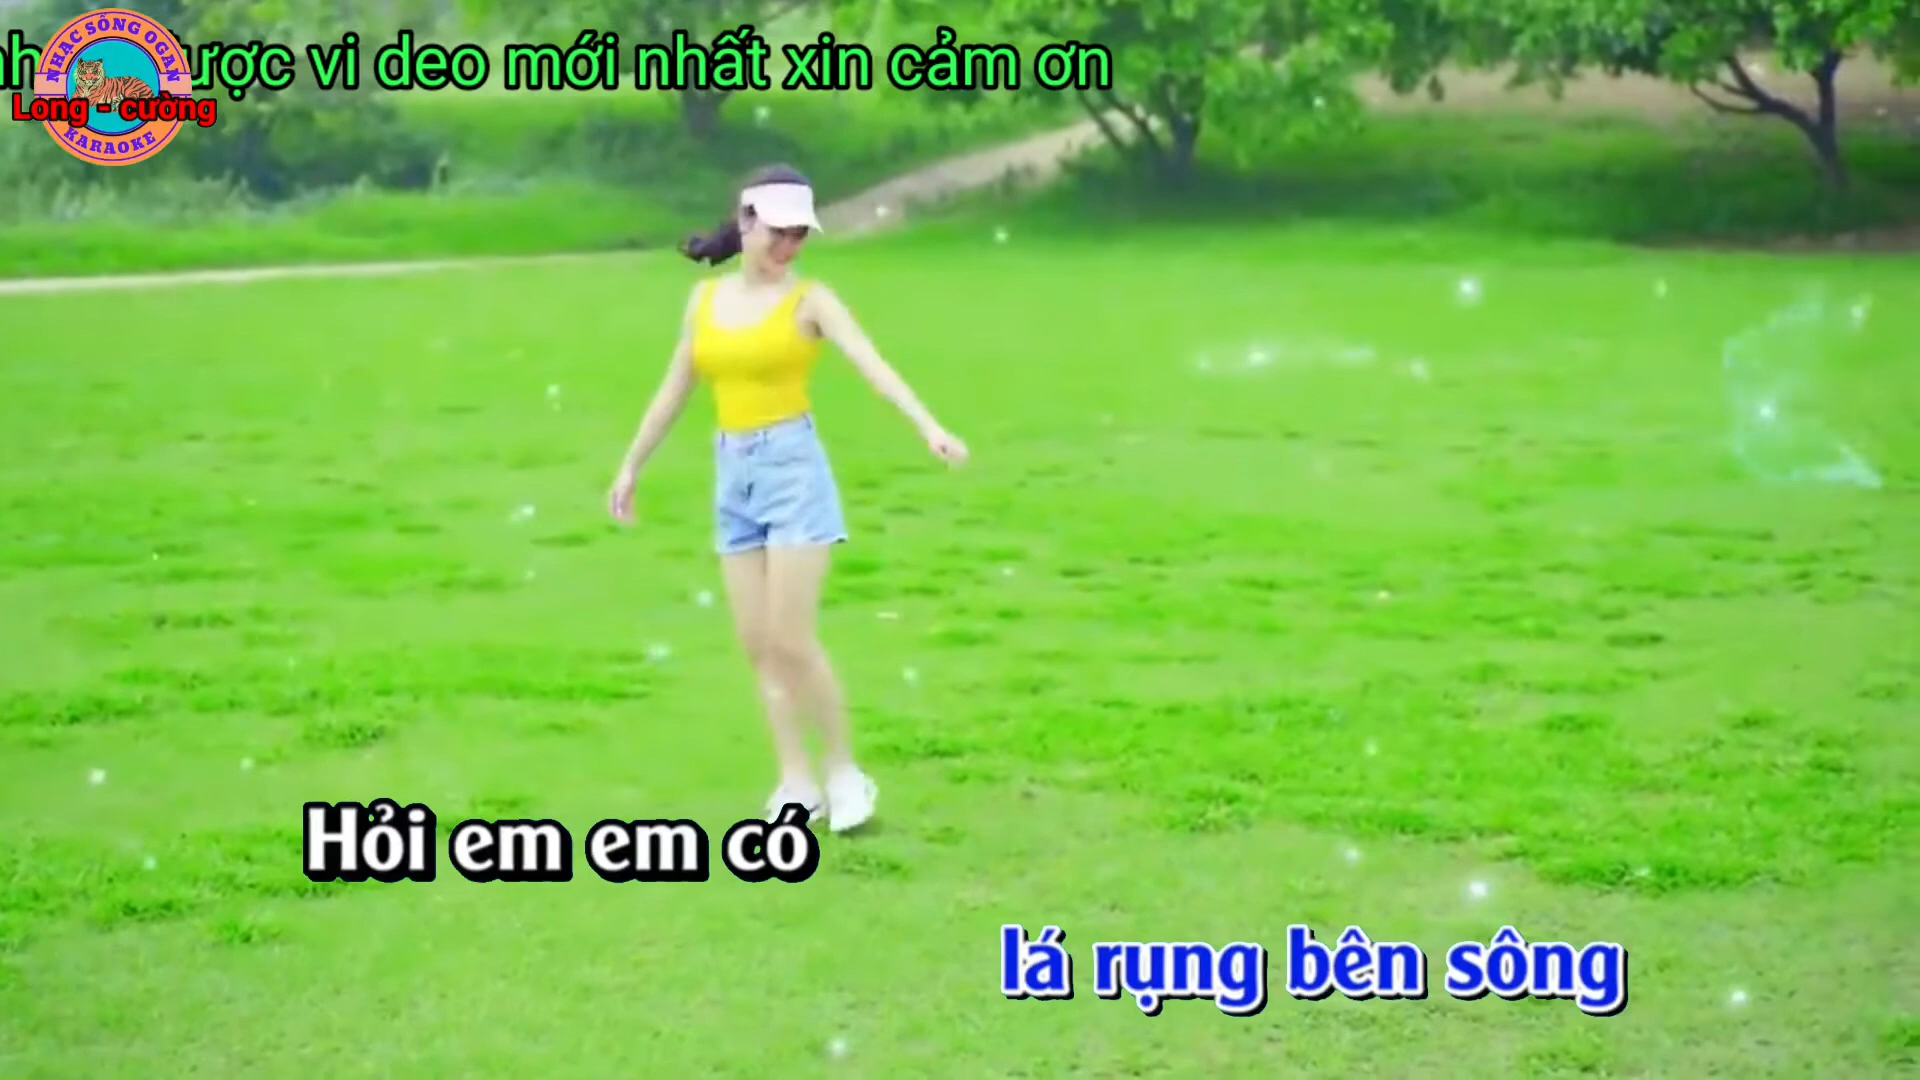 được vi deo mới nhất xin cảm ơn
NHẠC SÔNG OGAN
Long - cường
KARAOKE
Hỏi em em có
lá rụng bên sông